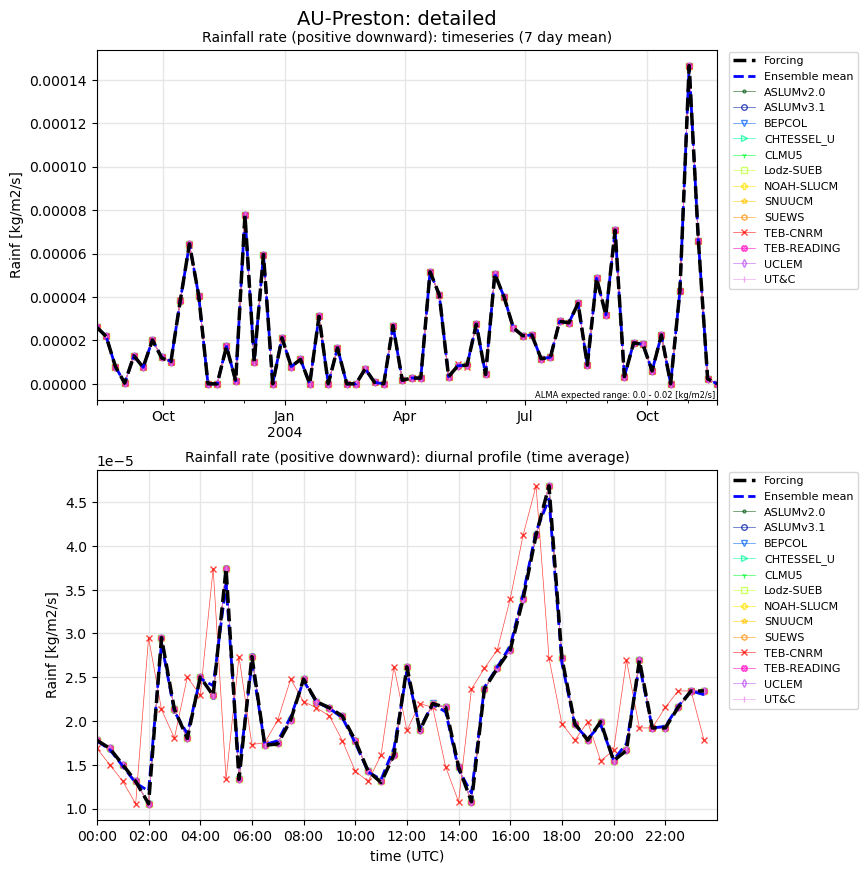 AU-Preston: detailed
Rainfall rate (positive downward): timeseries (7 day mean)
0.00014
0.00012
0.00010
0.00008
0.00006
0.00004
0.00002
0.00000
Rainf [kg/m2/s]
ALMA expected range: 0.0 - 0.02 [kg/m2/s]
Oct
Jan
2004
Apr
Jul
Oct
Forcing
Ensemble mean
ASLUMv2.0
ASLUMv3.1
BEPCOL
CHTESSEL_U
CLMU5
Lodz-SUEB
NOAH-SLUCM
SNUUCM
SUEWS
TEB-CNRM
TEB-READING
UCLEM
UT&C
1e−5
Rainfall rate (positive downward): diurnal profile (time average)
4.5
4.0
3.5
3.0
2.5
2.0
1.5
1.0
Rainf [kg/m2/s]
00:00
02:00
04:00
06:00
08:00
10:00
12:00
14:00
16:00
18:00
20:00
22:00
time (UTC)
Forcing
Ensemble mean
ASLUMv2.0
ASLUMv3.1
BEPCOL
CHTESSEL_U
CLMU5
Lodz-SUEB
NOAH-SLUCM
SNUUCM
SUEWS
TEB-CNRM
TEB-READING
UCLEM
UT&C